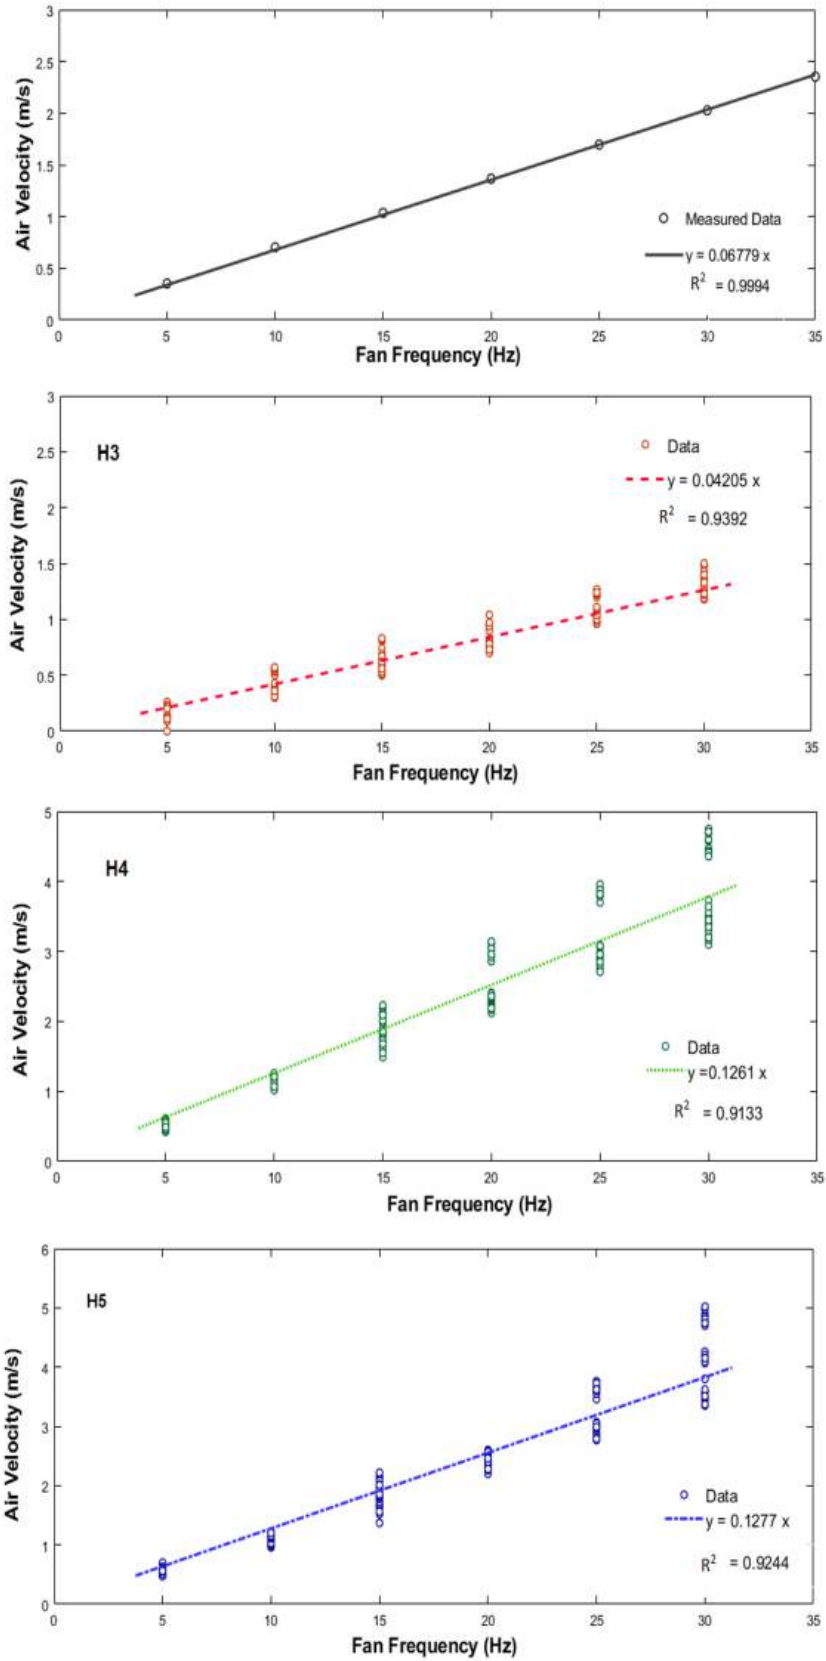 3
2.5
2
1.5
1
0.5
0
Air Velocity (m/s)
Measured Data
y = 0.06779 x
R² = 0.9994
0 5 10 15 20 25 30 35
Fan Frequency (Hz)
3
2.5
2
1.5
1
0.5
0
Air Velocity (m/s)
H3
Data
y = 0.04205 x
R² = 0.9392
0 5 10 15 20 25 30 35
Fan Frequency (Hz)
5
4
3
2
1
0
Air Velocity (m/s)
H4
Data
y =0.1261 x
R² = 0.9133
0 5 10 15 20 25 30 35
Fan Frequency (Hz)
6
5
4
3
2
1
0
Air Velocity (m/s)
H5
Data
y = 0.1277 x
R² = 0.9244
0 5 10 15 20 25 30 35
Fan Frequency (Hz)